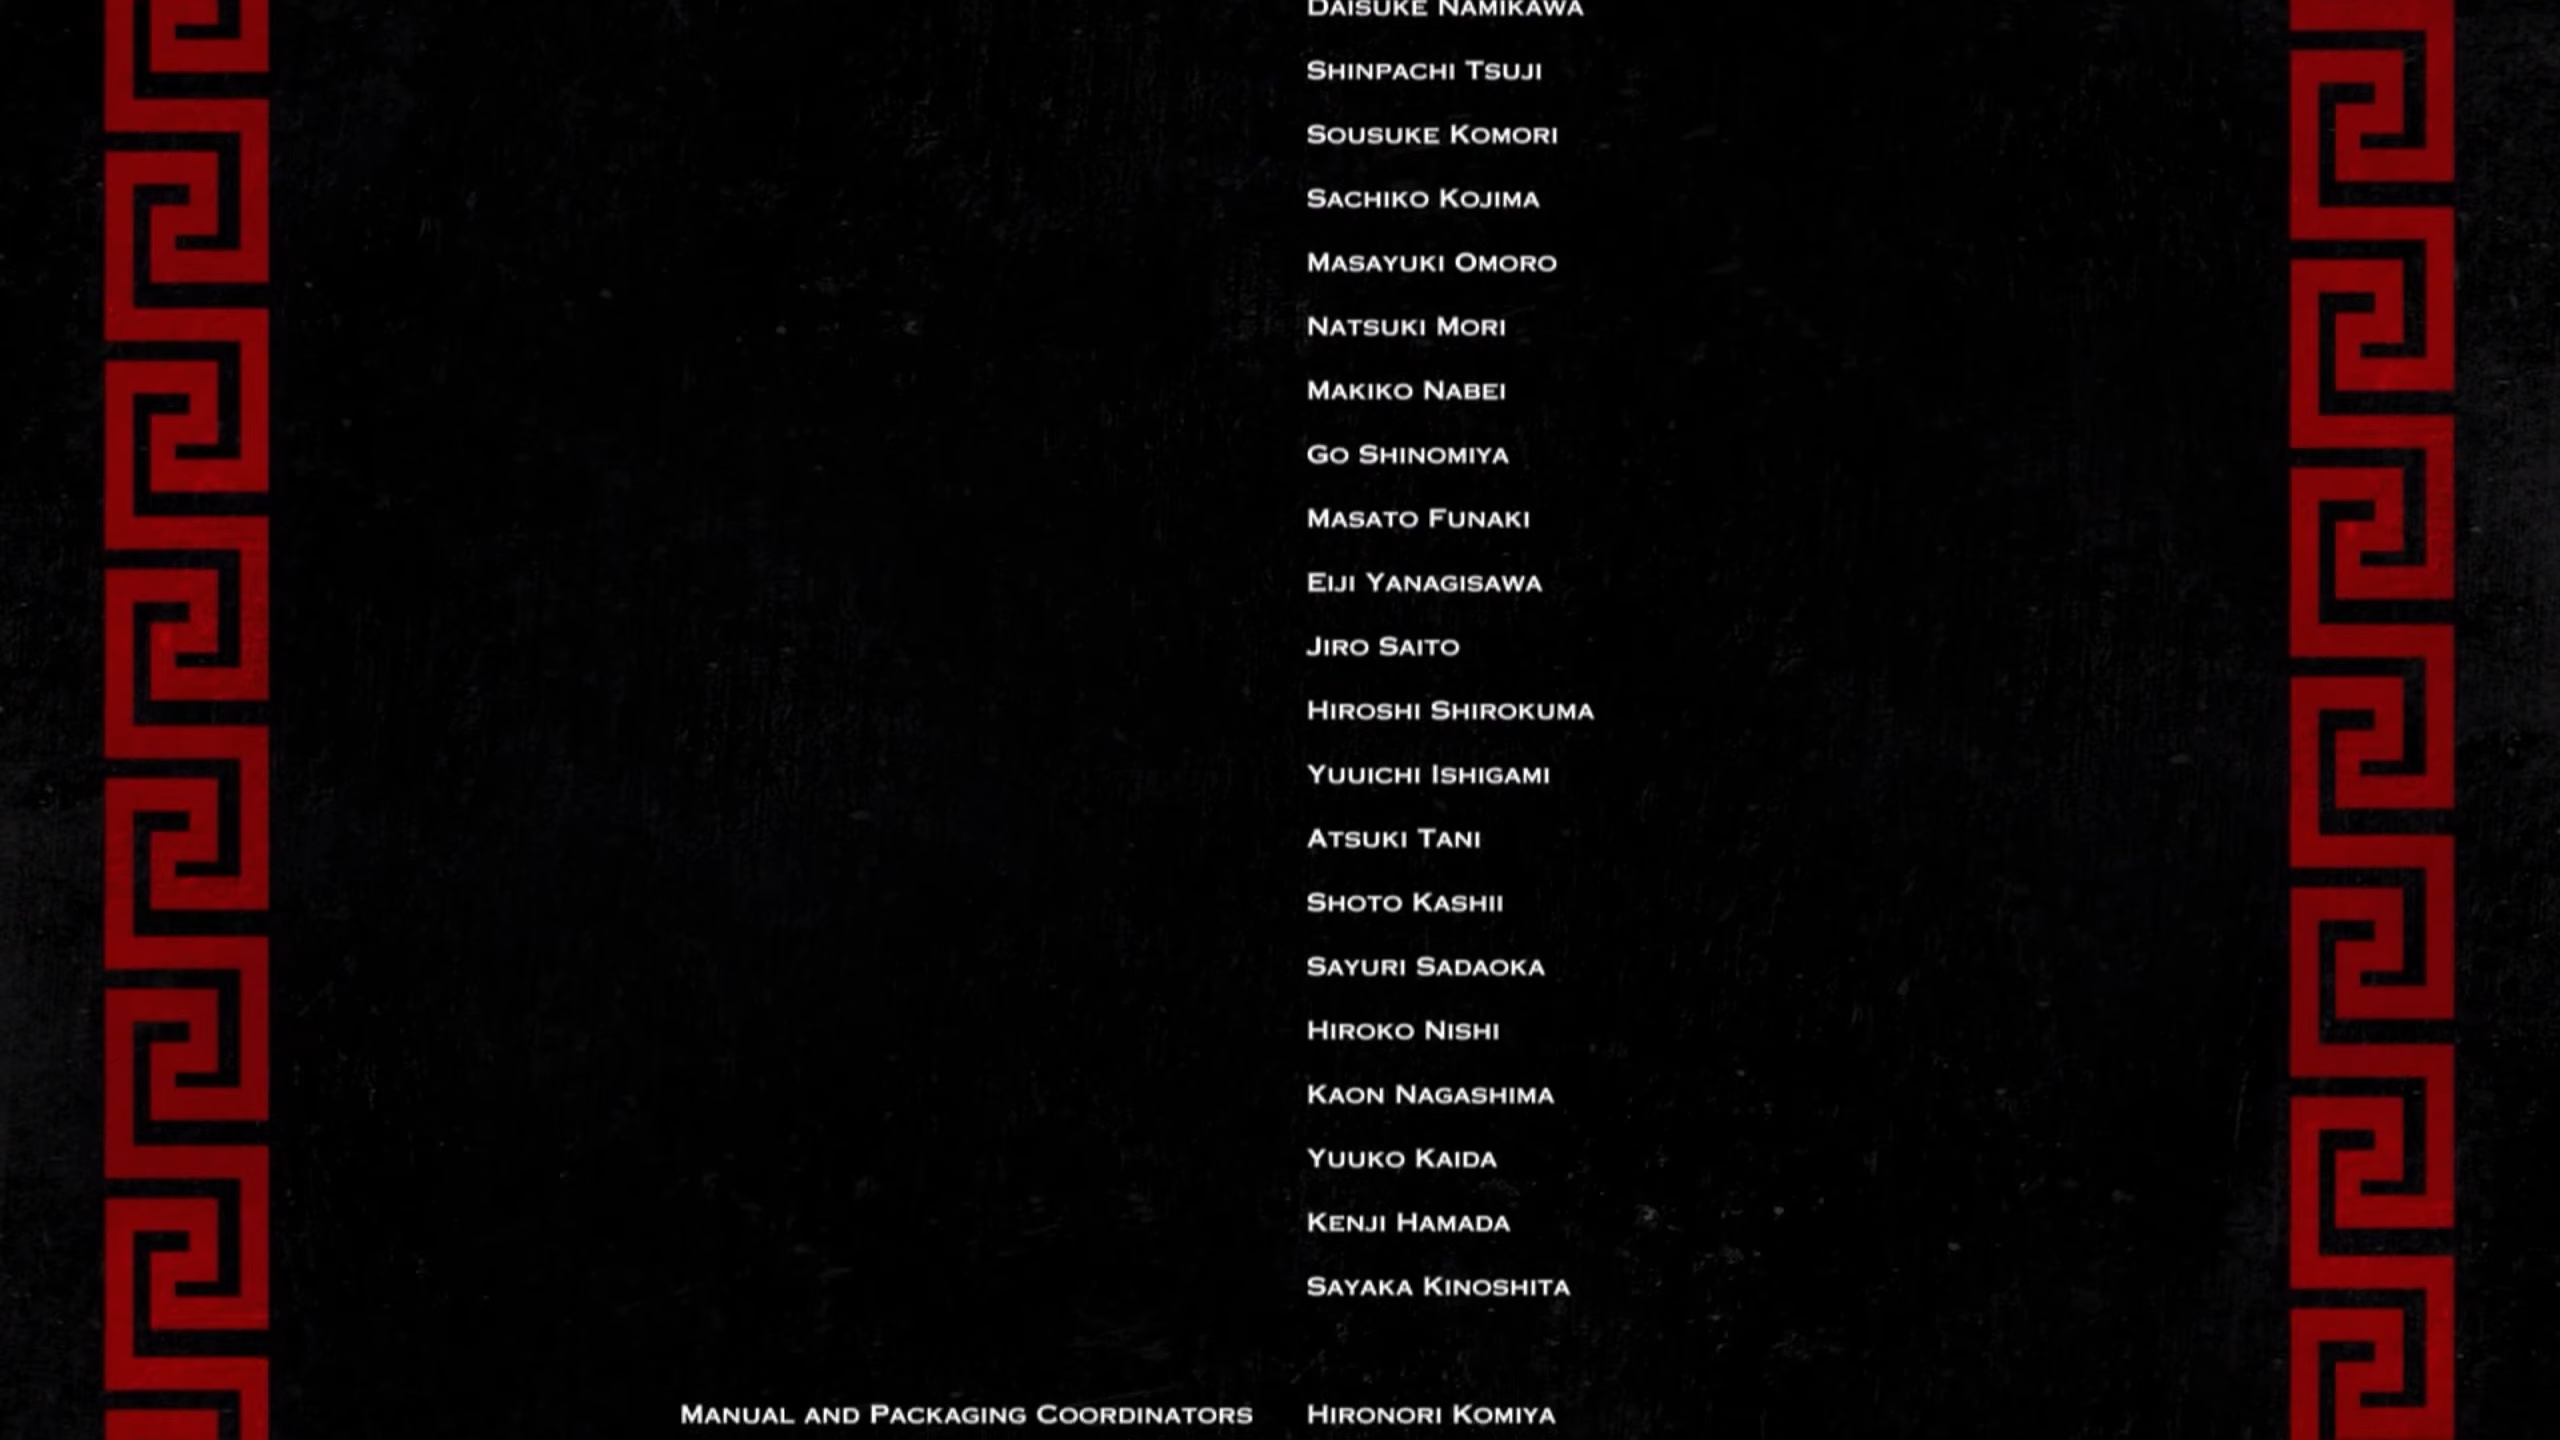 DAISUKE NAMIKAWA
SHINPACHI TSUJI
SOUSUKE KOMORI
SACHIKO KOJIMA
MASAYUKI OMORO
NATSUKI MORI
MAKIKO NABEI
GO SHINOMIYA
MASATO FUNAKI
EIJI YANAGISAWA
JIRO SAITO
HIROSHI SHIROKUMA
YUUICHI ISHIGAMI
ATSUKI TANI
SHOTO KASHII
SAYURI SADAOKA
HIROKO NISHI
KAON NAGASHIMA
YUUKO KAIDA
KENJI HAMADA
SAYAKA KINOSHITA
MANUAL AND PACKAGING COORDINATORS HIRONORI KOMIYA